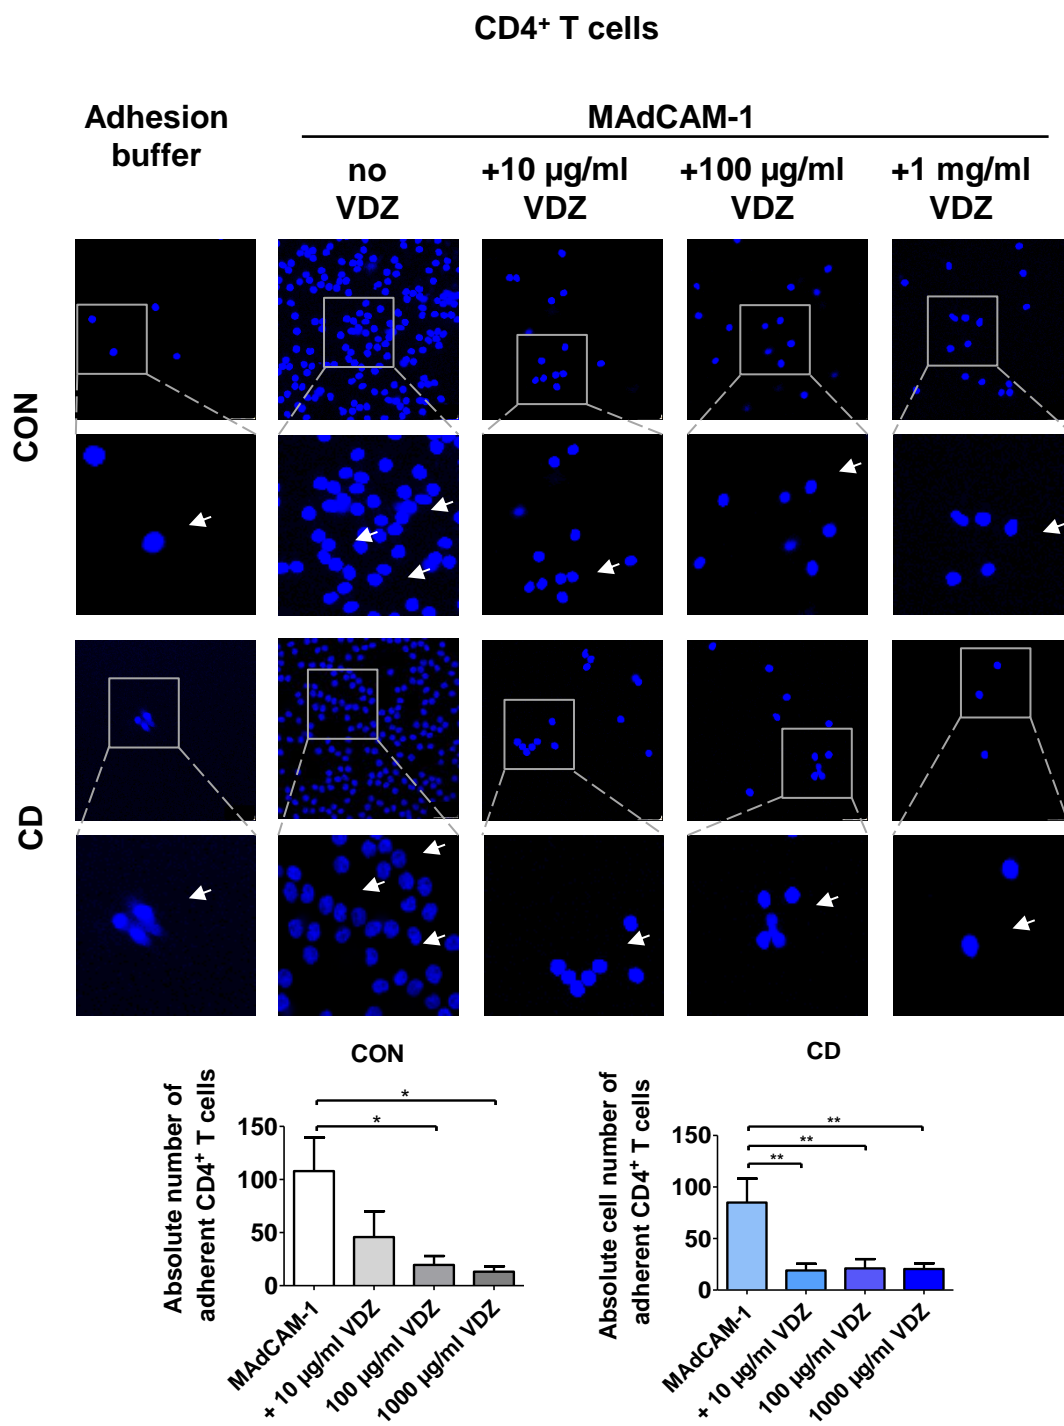 CD4⁺ T cells
Adhesion
buffer
MAdCAM-1
no
VDZ
+10 µg/ml
VDZ
+100 µg/ml
VDZ
+1 mg/ml
VDZ
CON
CD
CON
Absolute number of
adherent CD4⁺ T cells
150
100
50
0
*
*
MAdCAM-1
+ 10 µg/ml VDZ
100 µg/ml VDZ
1000 µg/ml VDZ
CD
Absolute cell number of
adherent CD4⁺ T cells
150
100
50
0
**
**
**
MAdCAM-1
+ 10 µg/ml VDZ
100 µg/ml VDZ
1000 µg/ml VDZ